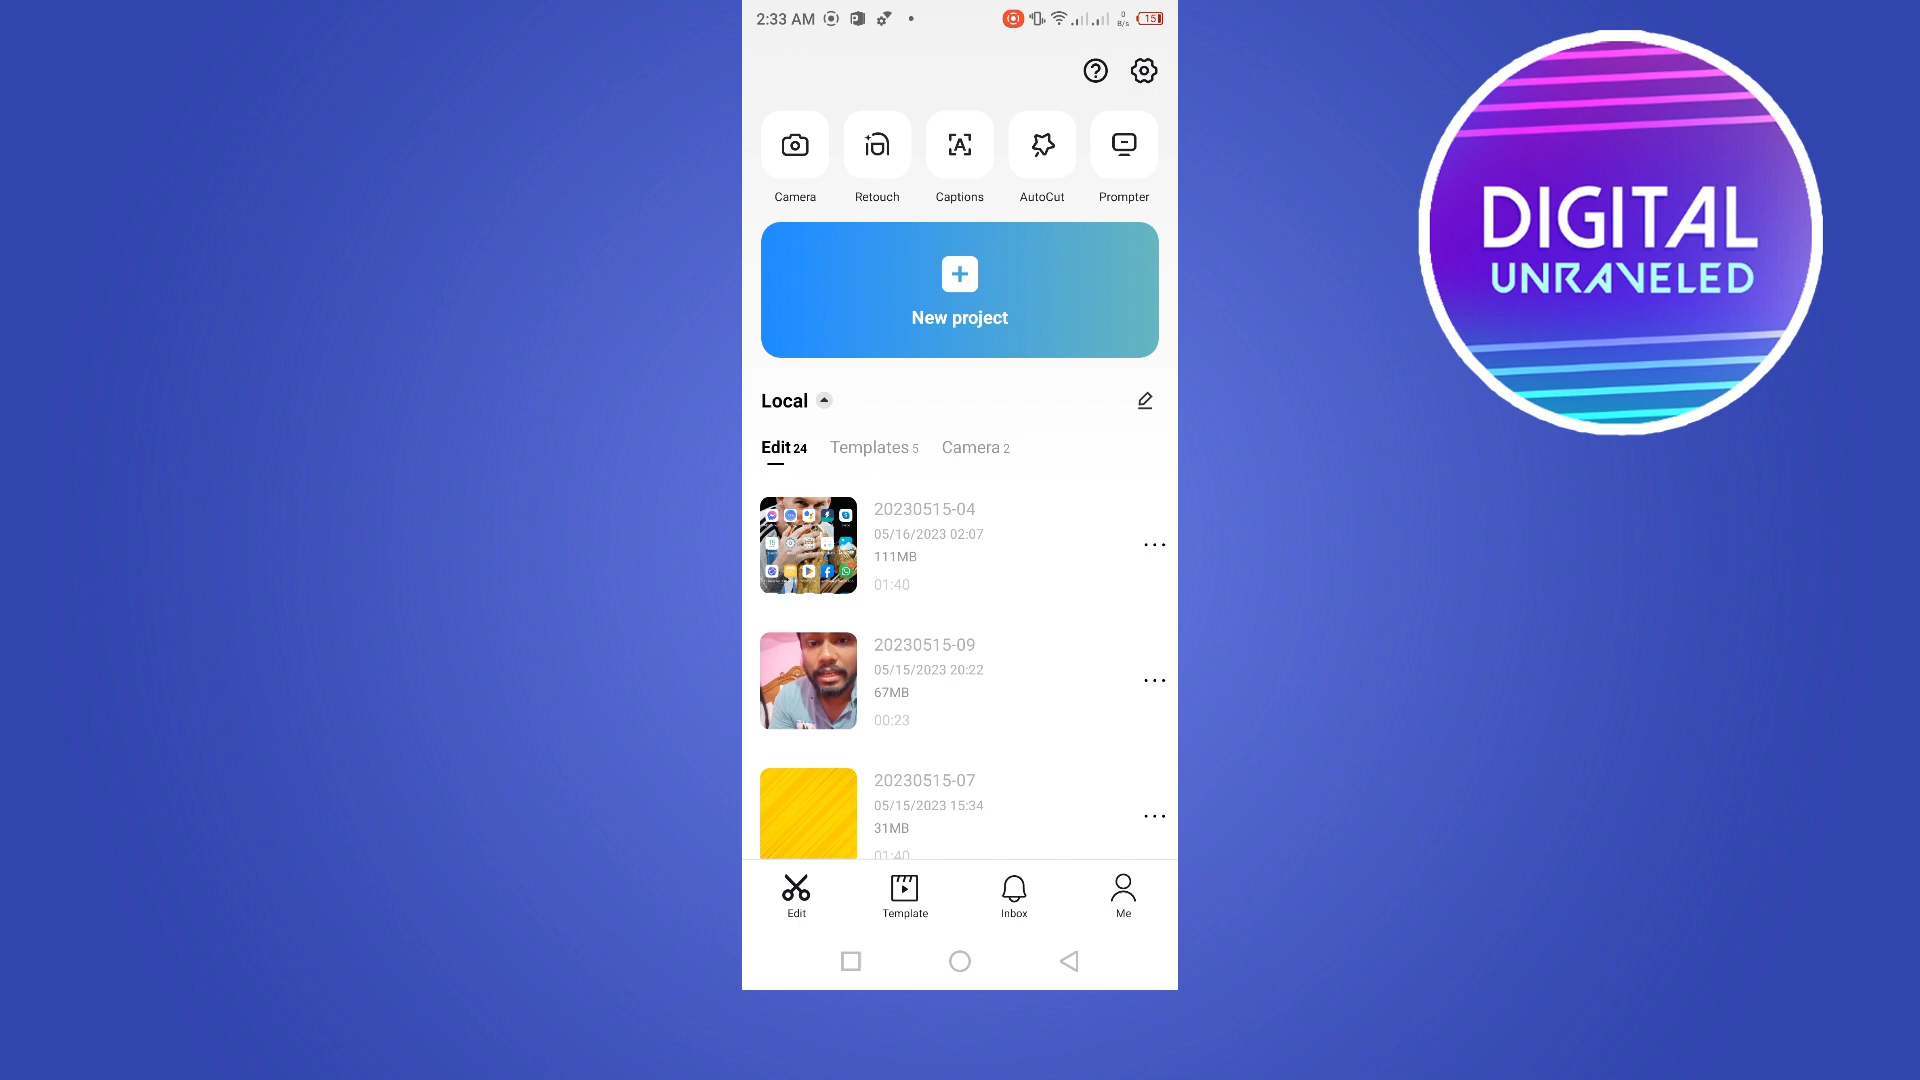 2:33 AM
0
B/s
15
Camera
Retouch
Captions
AutoCut
Prompter
New project
Local
Edit 24
Templates 5
Camera 2
20230515-04
05/16/2023 02:07
111MB
01:40
20230515-09
05/15/2023 20:22
67MB
00:23
20230515-07
05/15/2023 15:34
31MB
01:40
Edit
Template
Inbox
Me
DIGITAL
UNRAVELED